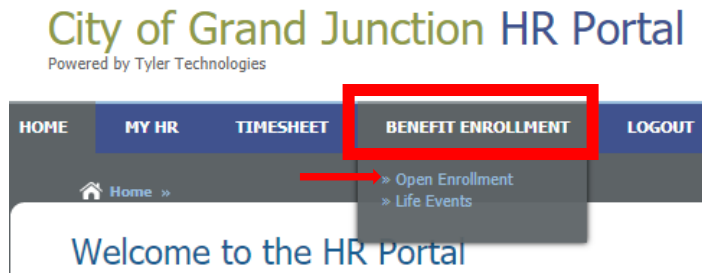 City of Grand Junction HR Portal
Powered by Tyler Technologies
HOME MY HR TIMESHEET BENEFIT ENROLLMENT LOGOUT
» Open Enrollment
Home »
» Life Events
Welcome to the HR Portal